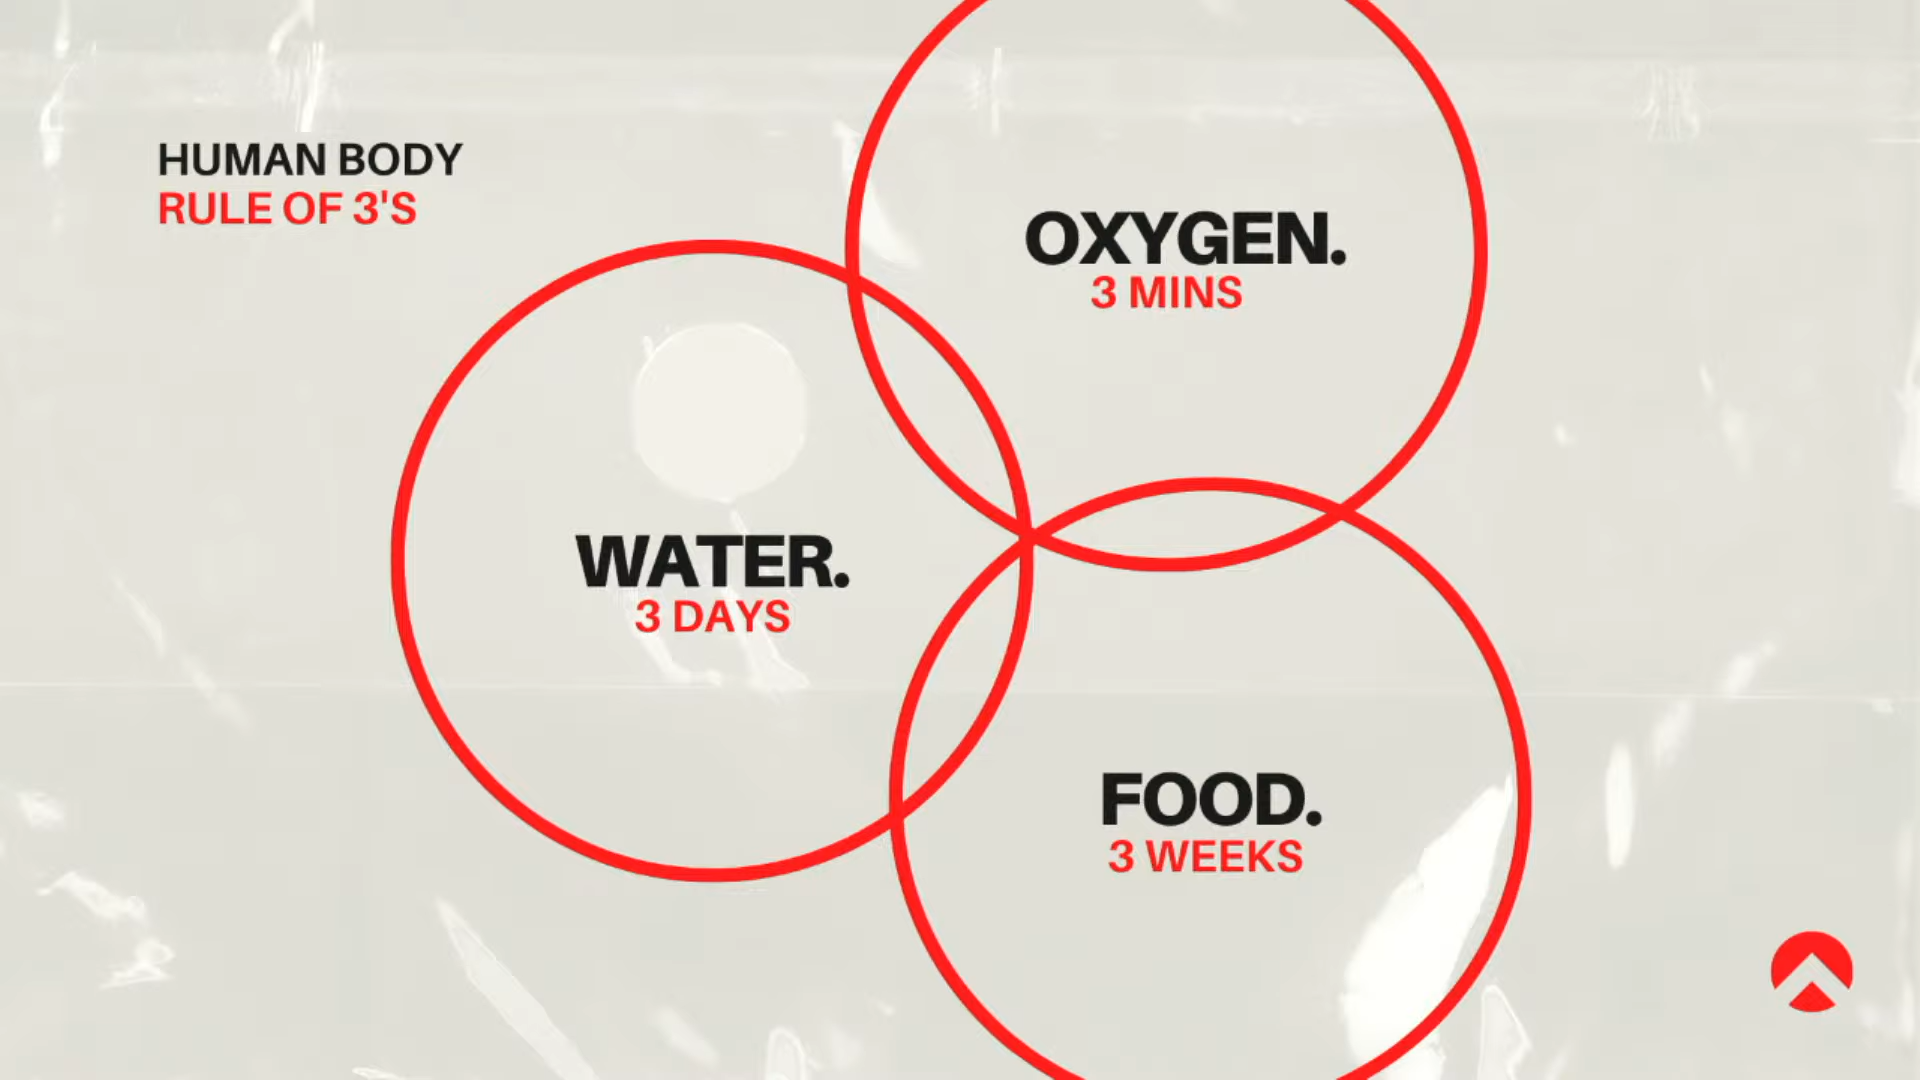 HUMAN BODY
RULE OF 3'S
OXYGEN.
3 MINS
WATER.
3 DAYS
FOOD.
3 WEEKS